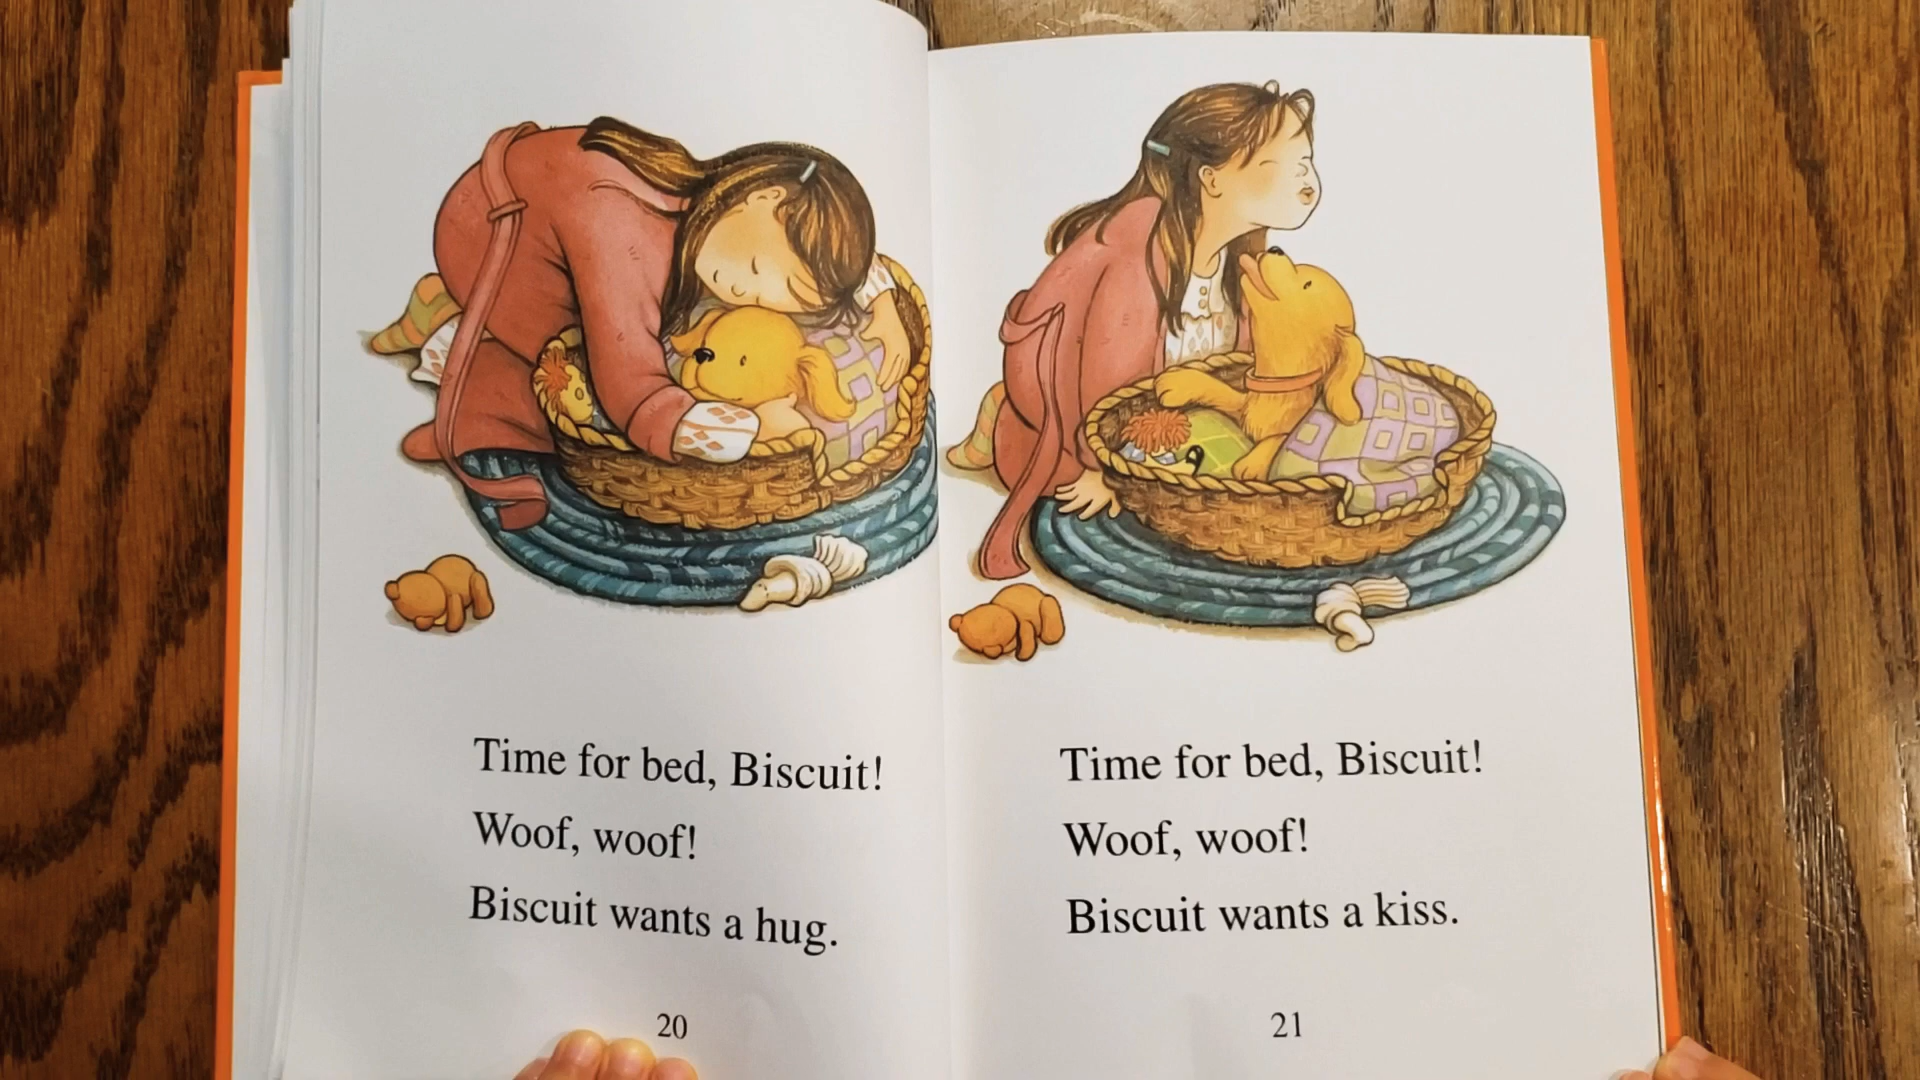 Time for bed, Biscuit!
Woof, woof!
Biscuit wants a hug.
20
Time for bed, Biscuit!
Woof, woof!
Biscuit wants a kiss.
21